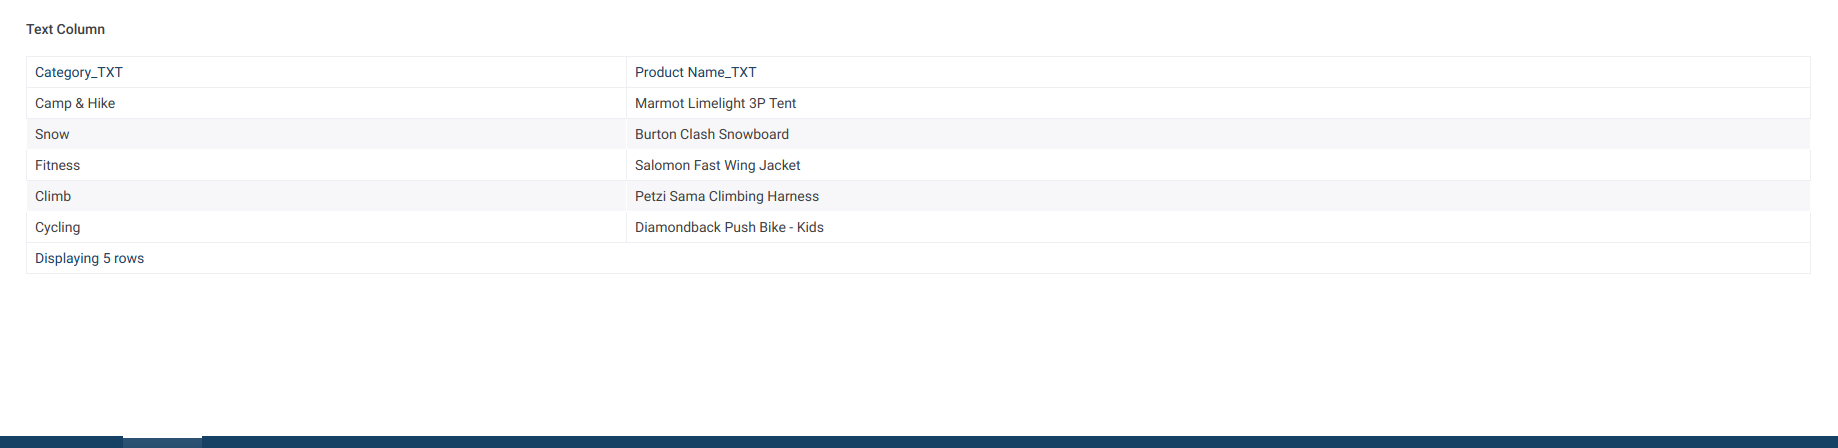 Text Column
Category_TXT Product Name_TXT
Camp & Hike Marmot Limelight 3P Tent
Snow Burton Clash Snowboard
Fitness Salomon Fast Wing Jacket
Climb Petzi Sama Climbing Harness
Cycling Diamondback Push Bike - Kids
Displaying 5 rows